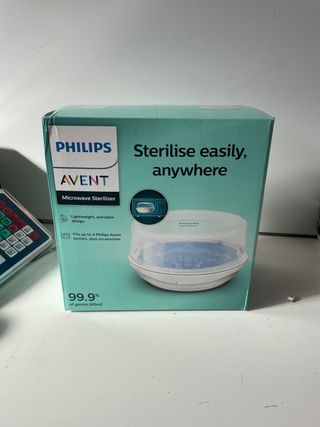 PHILIPS
AVENT
Microwave Steriliser
Lightweight, portable
design
Fits up to 4 Philips Avent
bottles, plus accessories
99.9%
of germs killed
Sterilise easily,
anywhere